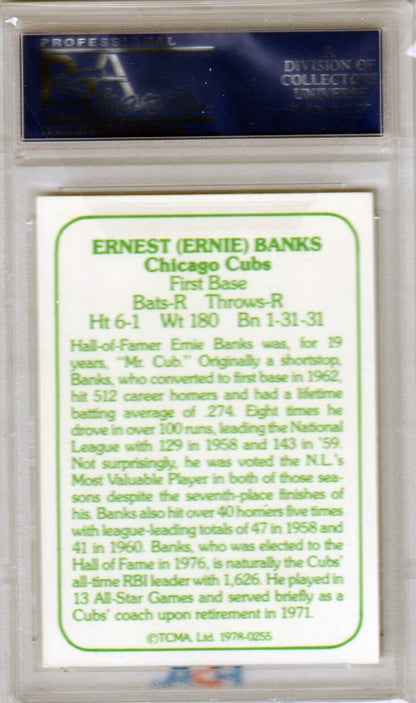 PROFESSIONAL
PSA
A
DIVISION OF
COLLECTORS
UNIVERSE
ERNEST (ERNIE) BANKS
Chicago Cubs
First Base
Bats-R Throws-R
Ht 6-1 Wt 180 Bn 1-31-31
Hall-of-Famer Ernie Banks was, for 19
years, "Mr. Cub." Originally a shortstop,
Banks, who converted to first base in 1962,
hit 512 career homers and had a lifetime
batting average of .274. Eight times he
drove in over 100 runs, leading the National
League with 129 in 1958 and 143 in '59.
Not surprisingly, he was voted the N.L.'s
Most Valuable Player in both of those sea-
sons despite the seventh-place finishes of
his. Banks also hit over 40 homers five times
with league-leading totals of 47 in 1958 and
41 in 1960. Banks, who was elected to the
Hall of Fame in 1976, is naturally the Cubs'
all-time RBI leader with 1,626. He played in
13 All-Star Games and served briefly as a
Cubs' coach upon retirement in 1971.
©TCMA, Ltd. 1978-0255